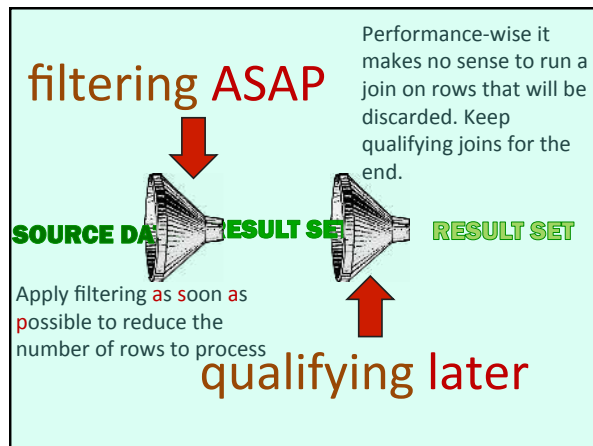 filtering ASAP
Performance-wise it
makes no sense to run a
join on rows that will be
discarded. Keep
qualifying joins for the
end.
SOURCE DA
RESULT SE
RESULT SET
Apply filtering as soon as
possible to reduce the
number of rows to process
qualifying later